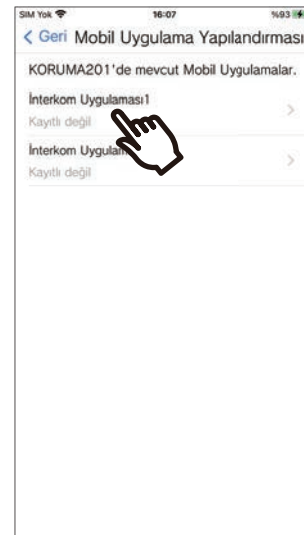 SIM Yok 16:07 %93
Geri Mobil Uygulama Yapılandırması
KORUMA201'de mevcut Mobil Uygulamalar.
İnterkom Uygulaması1
Kayıtlı değil
İnterkom
Kayıtlı değil